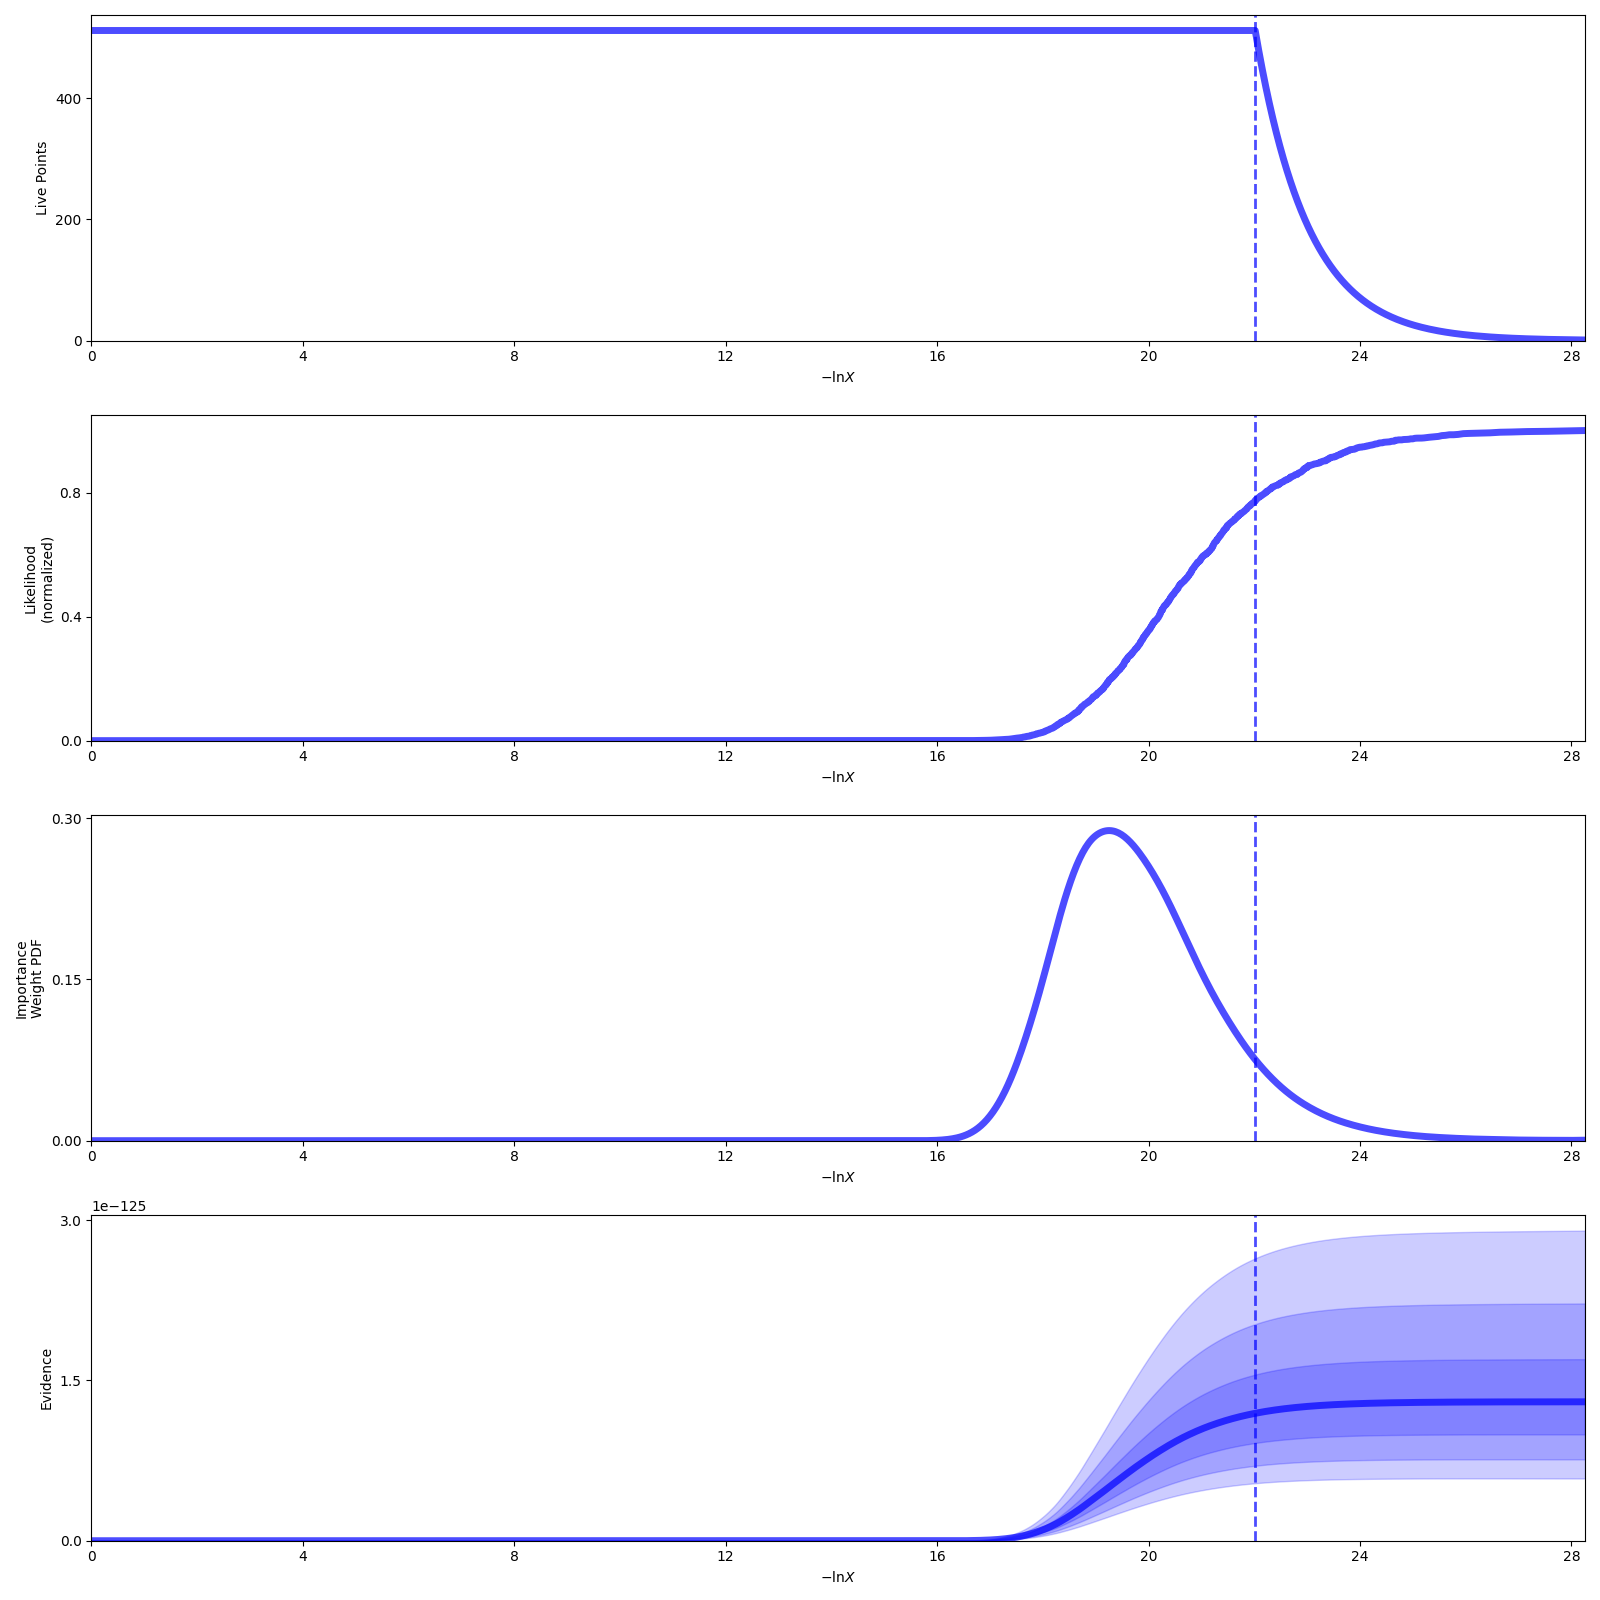 400
200
0
Live Points
0 4 8 12 16 20 24 28
−lnX
0.8
0.4
0.0
Likelihood
(normalized)
0 4 8 12 16 20 24 28
−lnX
0.30
0.15
0.00
Importance
Weight PDF
0 4 8 12 16 20 24 28
−lnX
1e−125
3.0
1.5
0.0
Evidence
0 4 8 12 16 20 24 28
−lnX